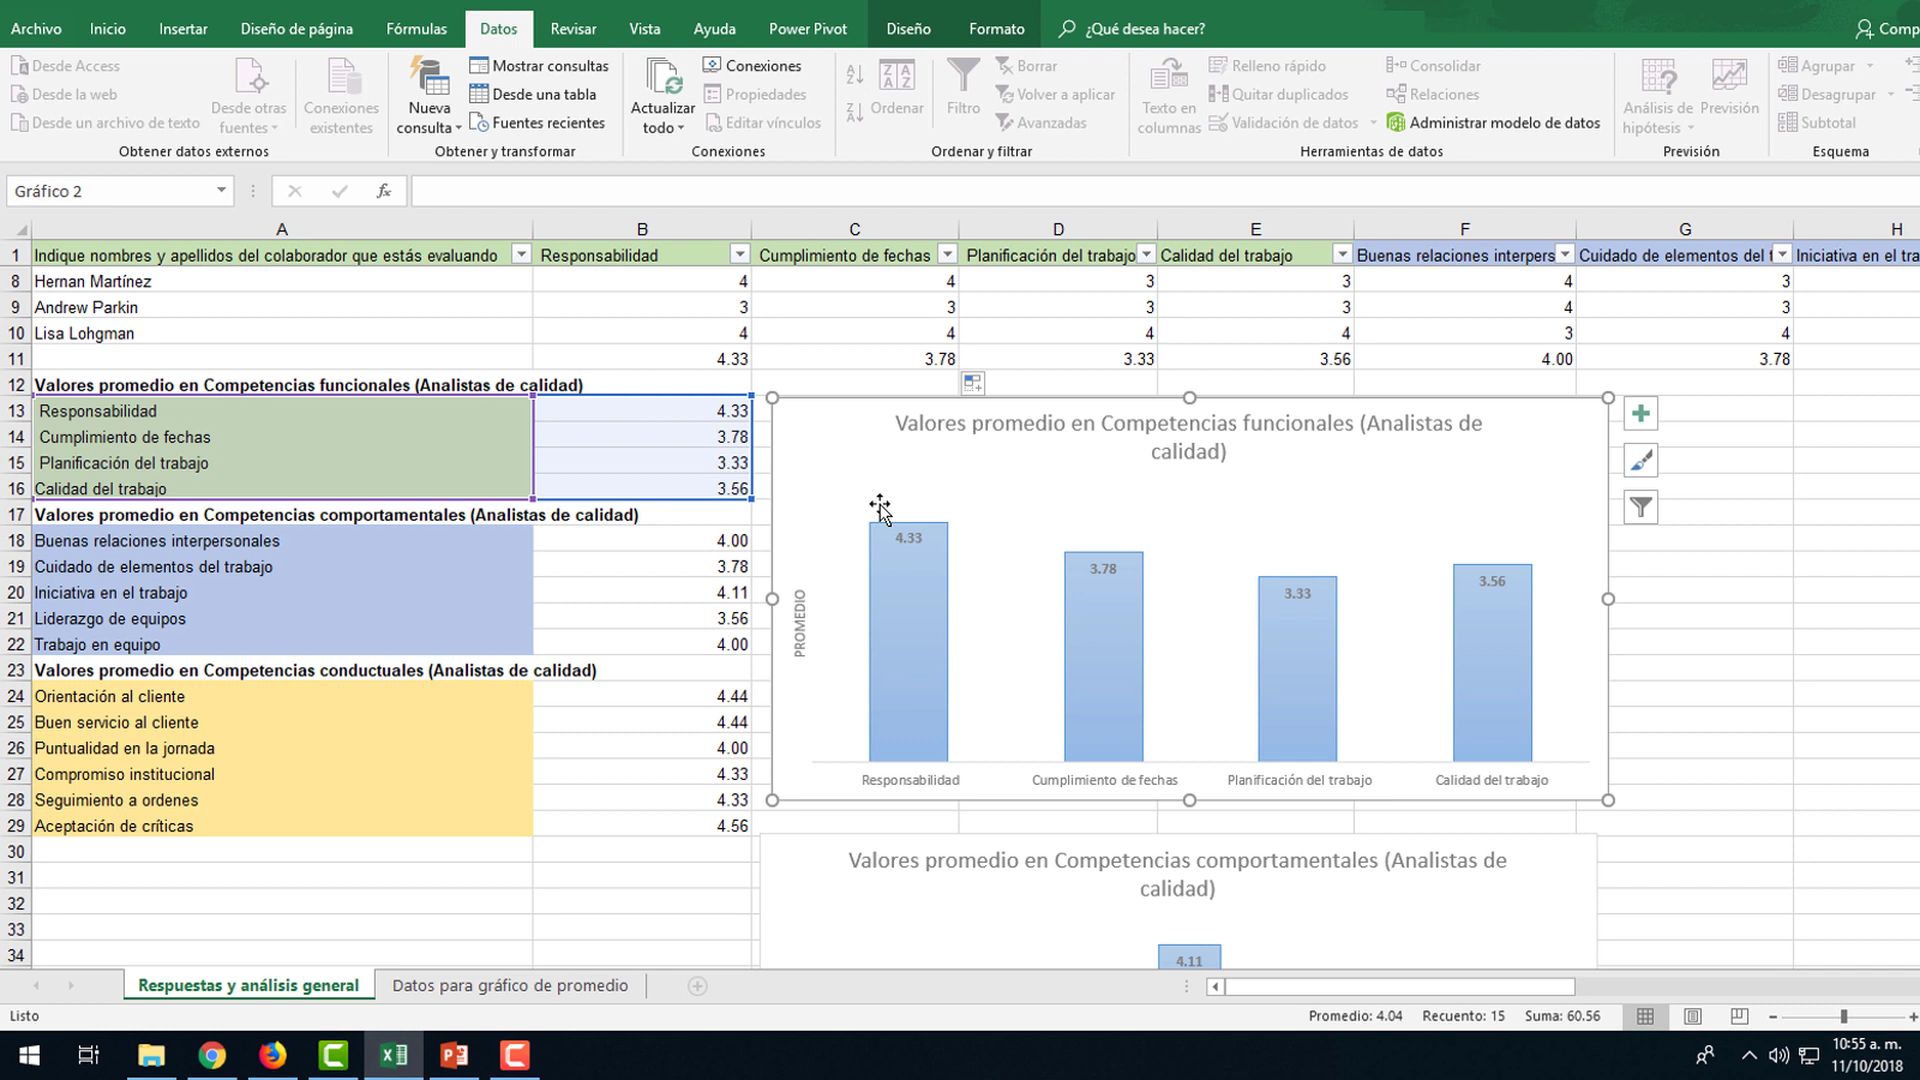 Archivo Inicio Insertar Diseño de página Fórmulas Datos Revisar Vista Ayuda Power Pivot Diseño Formato ¿Qué desea hacer?
Desde Access
Desde la web
Desde un archivo de texto
Desde otras
fuentes
Conexiones
existentes
Obtener datos externos
Nueva
consulta
Mostrar consultas
Desde una tabla
Fuentes recientes
Obtener y transformar
Actualizar
todo
Conexiones
Propiedades
Editar vínculos
Conexiones
Ordenar
Filtro
Borrar
Volver a aplicar
Avanzadas
Ordenar y filtrar
Texto en
columnas
Relleno rápido
Quitar duplicados
Validación de datos
Consolidar
Relaciones
Administrar modelo de datos
Herramientas de datos
Análisis de
hipótesis
Previsión
Previsión
Agrupar
Desagrupar
Subtotal
Esquema
Gráfico 2 fx
A B C D E F G H
1 Indique nombres y apellidos del colaborador que estás evaluando Responsabilidad Cumplimiento de fechas Planificación del trabajo Calidad del trabajo Buenas relaciones interpers Cuidado de elementos del Iniciativa en el tra
8 Hernan Martínez 4 4 3 3 4 3
9 Andrew Parkin 3 3 3 3 4 3
10 Lisa Lohgman 4 4 4 4 3 4
11 4.33 3.78 3.33 3.56 4.00 3.78
12 Valores promedio en Competencias funcionales (Analistas de calidad)
13 Responsabilidad 4.33
14 Cumplimiento de fechas 3.78
15 Planificación del trabajo 3.33
16 Calidad del trabajo 3.56
17 Valores promedio en Competencias comportamentales (Analistas de calidad)
18 Buenas relaciones interpersonales 4.00
19 Cuidado de elementos del trabajo 3.78
20 Iniciativa en el trabajo 4.11
21 Liderazgo de equipos 3.56
22 Trabajo en equipo 4.00
23 Valores promedio en Competencias conductuales (Analistas de calidad)
24 Orientación al cliente 4.44
25 Buen servicio al cliente 4.44
26 Puntualidad en la jornada 4.00
27 Compromiso institucional 4.33
28 Seguimiento a ordenes 4.33
29 Aceptación de críticas 4.56
30
31
32
33
34
Valores promedio en Competencias funcionales (Analistas de
calidad)
PROMEDIO
4.33 3.78 3.33 3.56
Responsabilidad Cumplimiento de fechas Planificación del trabajo Calidad del trabajo
Valores promedio en Competencias comportamentales (Analistas de
calidad)
4.11
Respuestas y análisis general Datos para gráfico de promedio
Listo Promedio: 4.04 Recuento: 15 Suma: 60.56
10:55 a. m.
11/10/2018